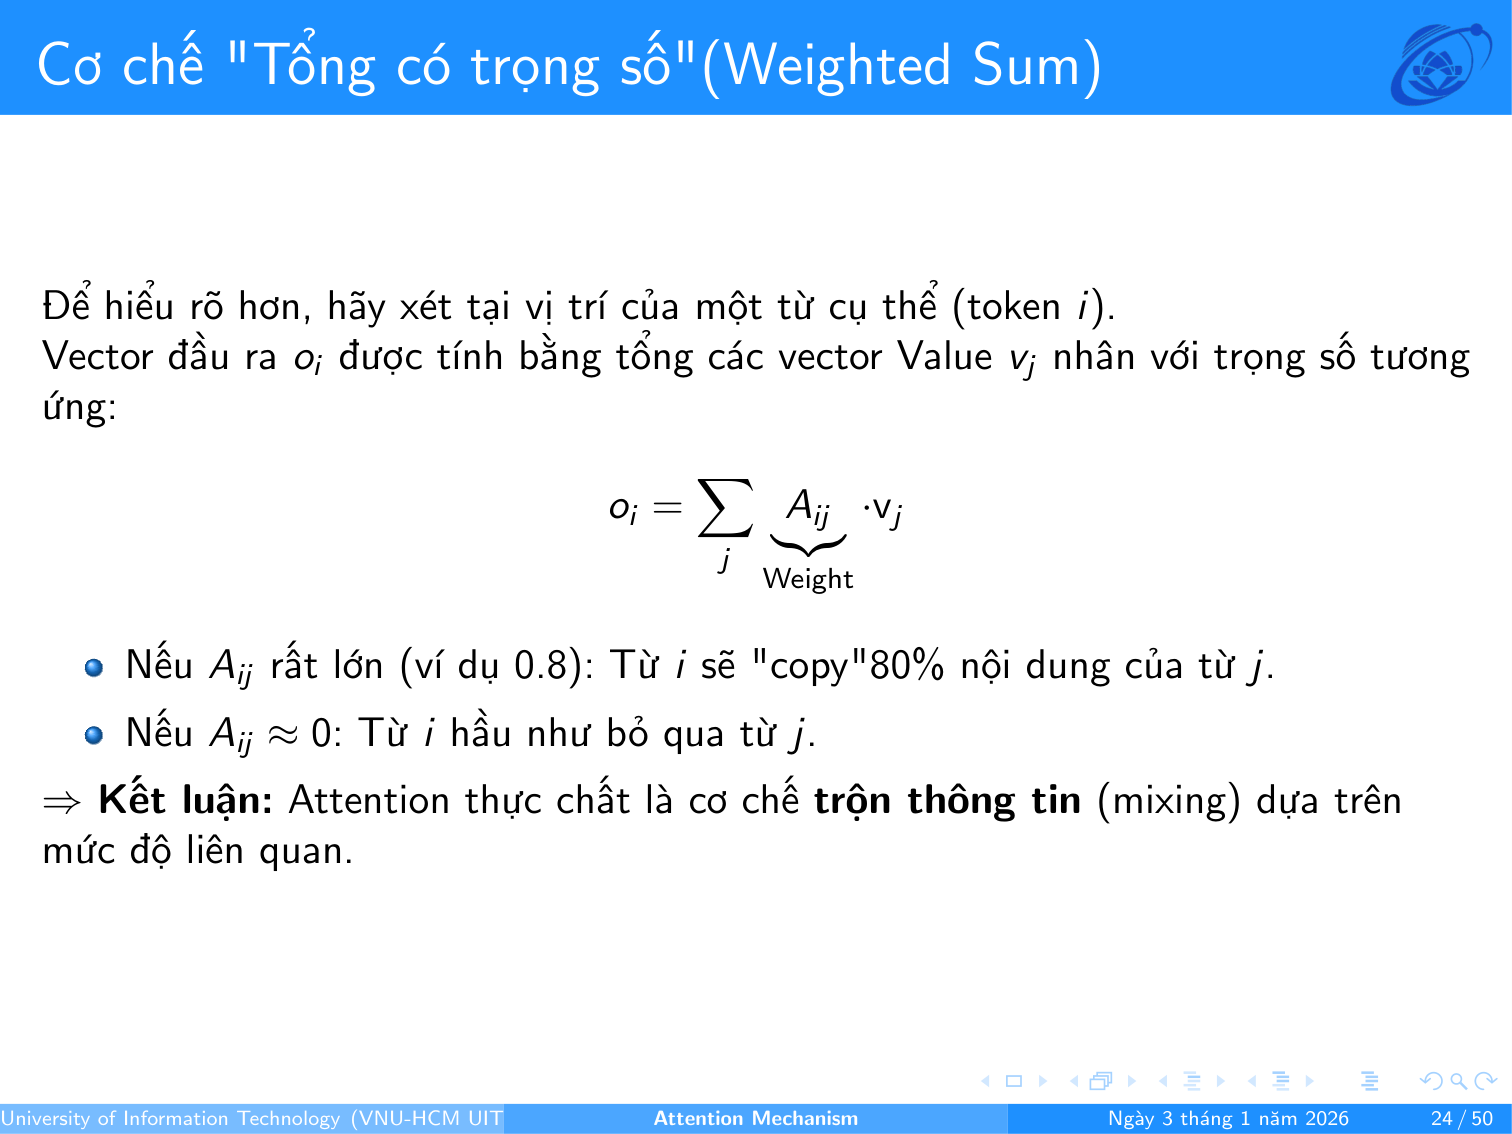 Cơ chế "Tổng có trọng số"(Weighted Sum)
Để hiểu rõ hơn, hãy xét tại vị trí của một từ cụ thể (token i).
Vector đầu ra oᵢ được tính bằng tổng các vector Value vⱼ nhân với trọng số tương
ứng:
oᵢ = ∑ⱼ Aᵢⱼ ·vⱼ
Weight
Nếu Aᵢⱼ rất lớn (ví dụ 0.8): Từ i sẽ "copy"80% nội dung của từ j.
Nếu Aᵢⱼ ≈ 0: Từ i hầu như bỏ qua từ j.
⇒ Kết luận: Attention thực chất là cơ chế trộn thông tin (mixing) dựa trên
mức độ liên quan.
University of Information Technology (VNU-HCM UIT Attention Mechanism Ngày 3 tháng 1 năm 2026 24 / 50